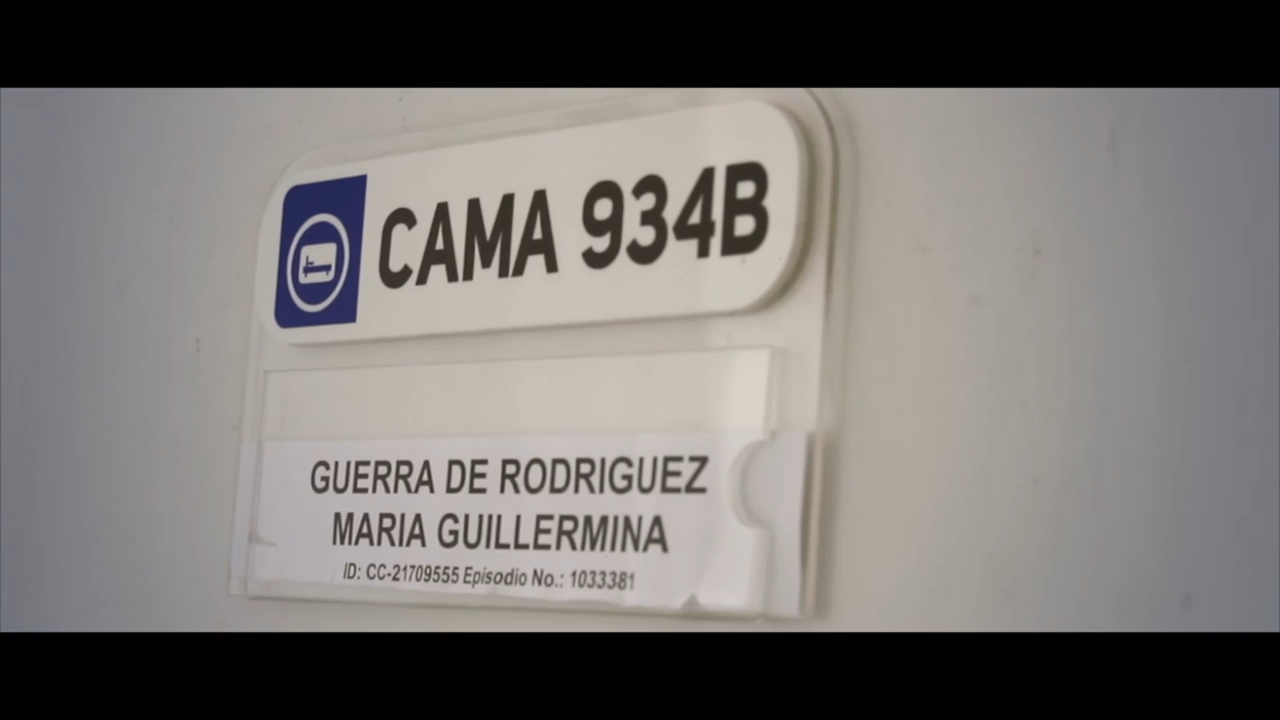 CAMA 934B
GUERRA DE RODRIGUEZ
MARIA GUILLERMINA
ID: CC-21709555 Episodio No.: 1033381